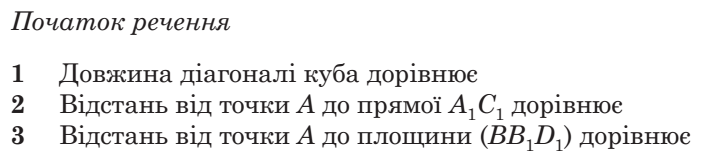 Початок речення
1 Довжина діагоналі куба дорівнює
2 Відстань від точки A до прямої A₁C₁ дорівнює
3 Відстань від точки A до площини (BB₁D₁) дорівнює